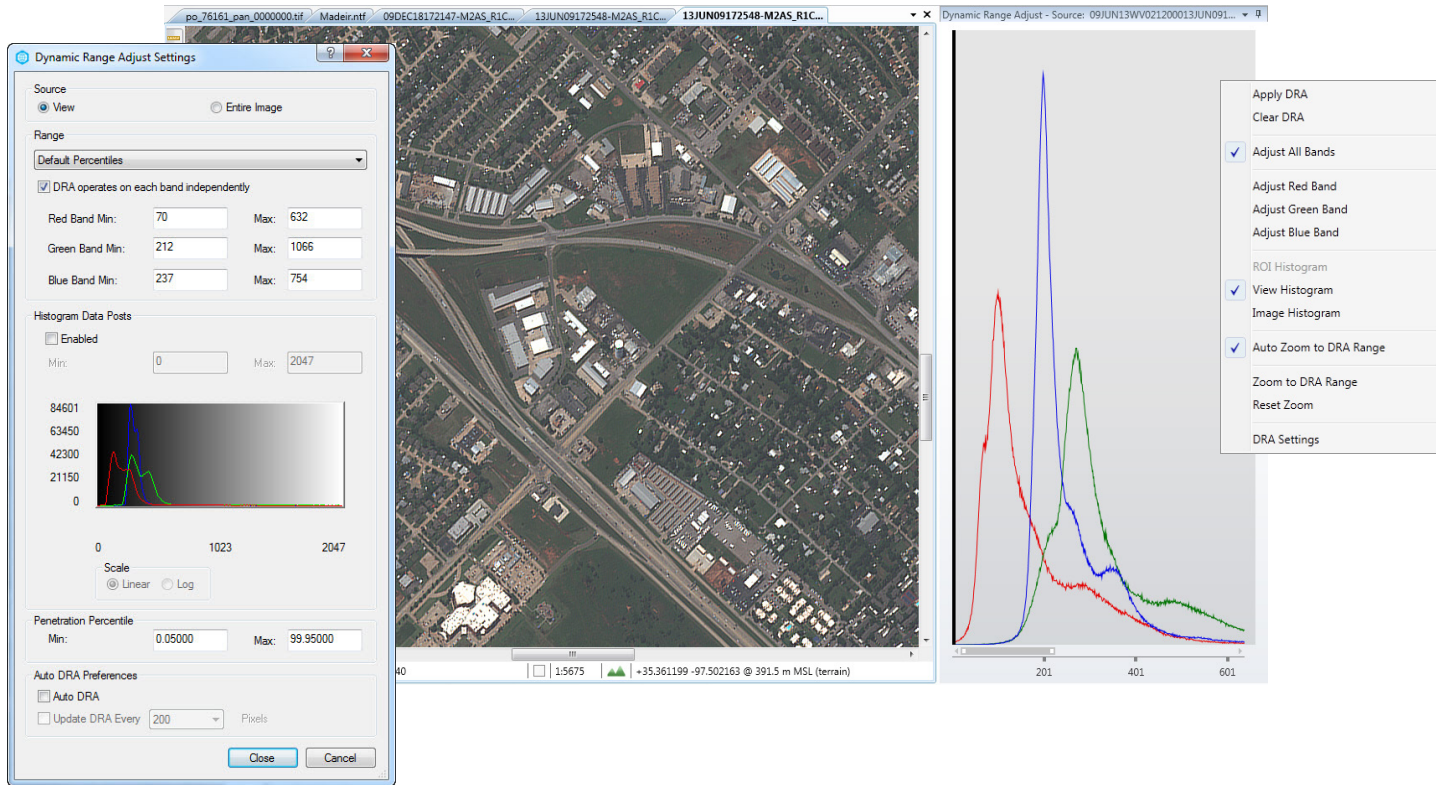 po_76161_pan_0000000.tif Madeir.ntf 09DEC18172147-M2AS_R1C... 13JUN09172548-M2AS_R1C... 13JUN09172548-M2AS_R1C...
Dynamic Range Adjust - Source: 09JUN13WV021200013JUN091...
Dynamic Range Adjust Settings
Source
View Entire Image
Range
Default Percentiles
DRA operates on each band independently
Red Band Min: 70 Max: 632
Green Band Min: 212 Max: 1066
Blue Band Min: 237 Max: 754
Histogram Data Posts
Enabled
Min: 0 Max: 2047
84601
63450
42300
21150
0
0 1023 2047
Scale
Linear Log
Penetration Percentile
Min: 0.05000 Max: 99.95000
Auto DRA Preferences
Auto DRA
Update DRA Every 200 Pixels
Close Cancel
40 1:5675 +35.361199 -97.502163 @ 391.5 m MSL (terrain)
201 401 601
Apply DRA
Clear DRA
Adjust All Bands
Adjust Red Band
Adjust Green Band
Adjust Blue Band
ROI Histogram
View Histogram
Image Histogram
Auto Zoom to DRA Range
Zoom to DRA Range
Reset Zoom
DRA Settings